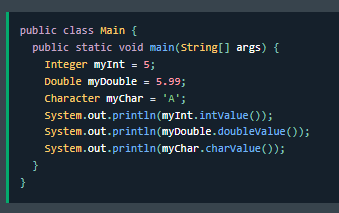 public class Main {
  public static void main(String[] args) {
    Integer myInt = 5;
    Double myDouble = 5.99;
    Character myChar = 'A';
    System.out.println(myInt.intValue());
    System.out.println(myDouble.doubleValue());
    System.out.println(myChar.charValue());
  }
}